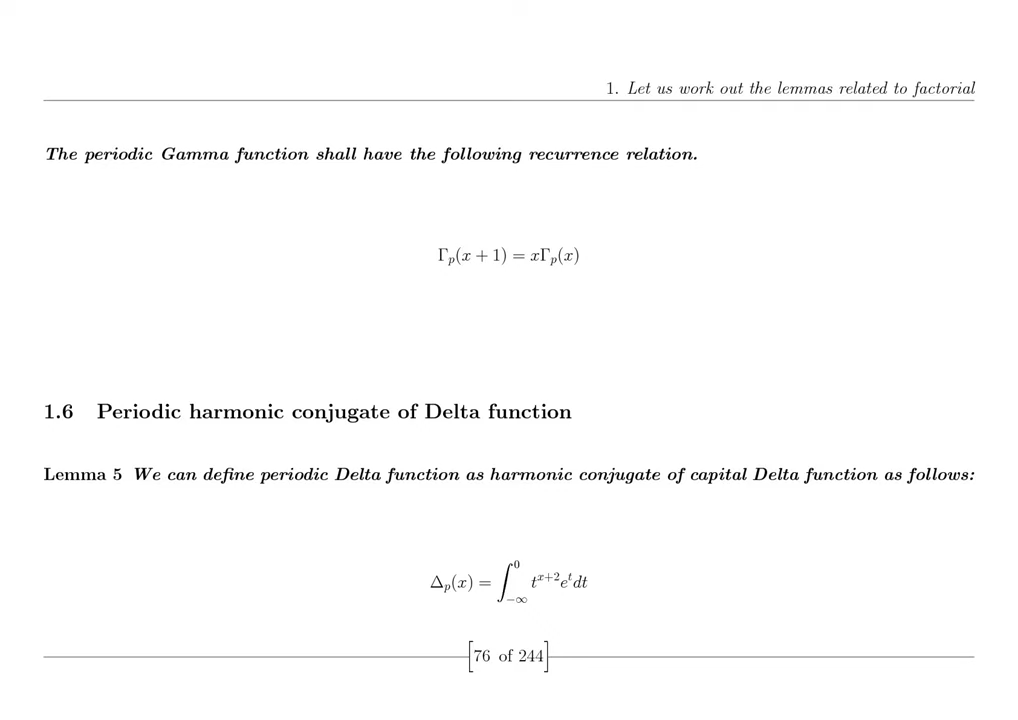 1. Let us work out the lemmas related to factorial
The periodic Gamma function shall have the following recurrence relation.
Γₚ(x + 1) = xΓₚ(x)
1.6 Periodic harmonic conjugate of Delta function
Lemma 5 We can define periodic Delta function as harmonic conjugate of capital Delta function as follows:
Δₚ(x) = ∫_{-∞}^{0} t^{x+2}e^{t}dt
[76 of 244]